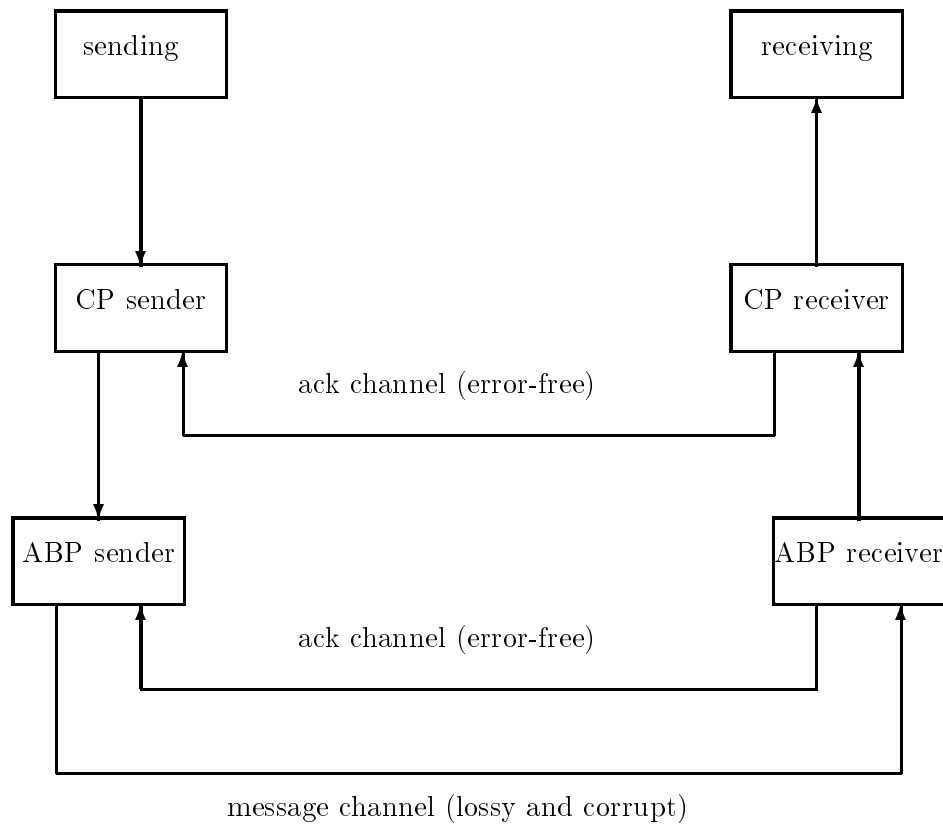 sending
receiving
CP sender
CP receiver
ack channel (error-free)
ABP sender
ABP receiver
ack channel (error-free)
message channel (lossy and corrupt)